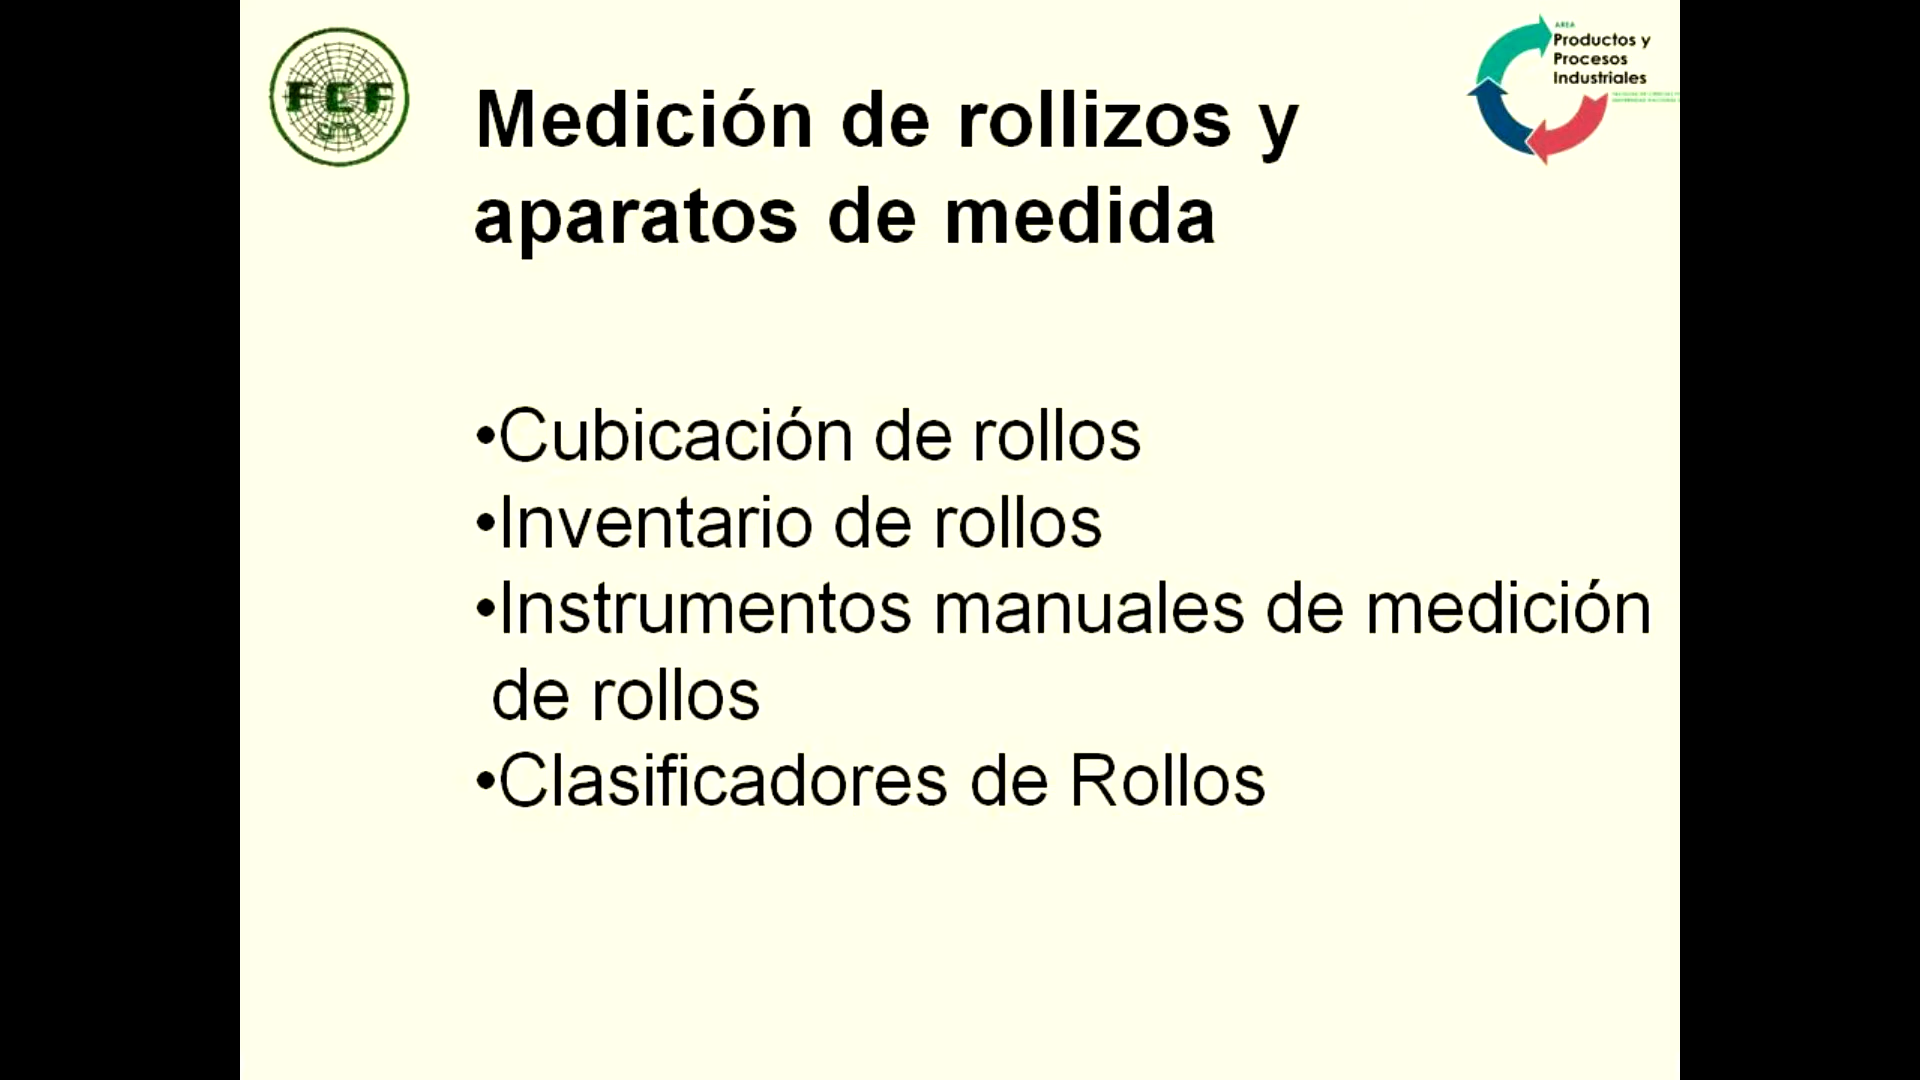 FCF
AREA
Productos y
Procesos
Industriales
Medición de rollizos y
aparatos de medida
•Cubicación de rollos
•Inventario de rollos
•Instrumentos manuales de medición
de rollos
•Clasificadores de Rollos